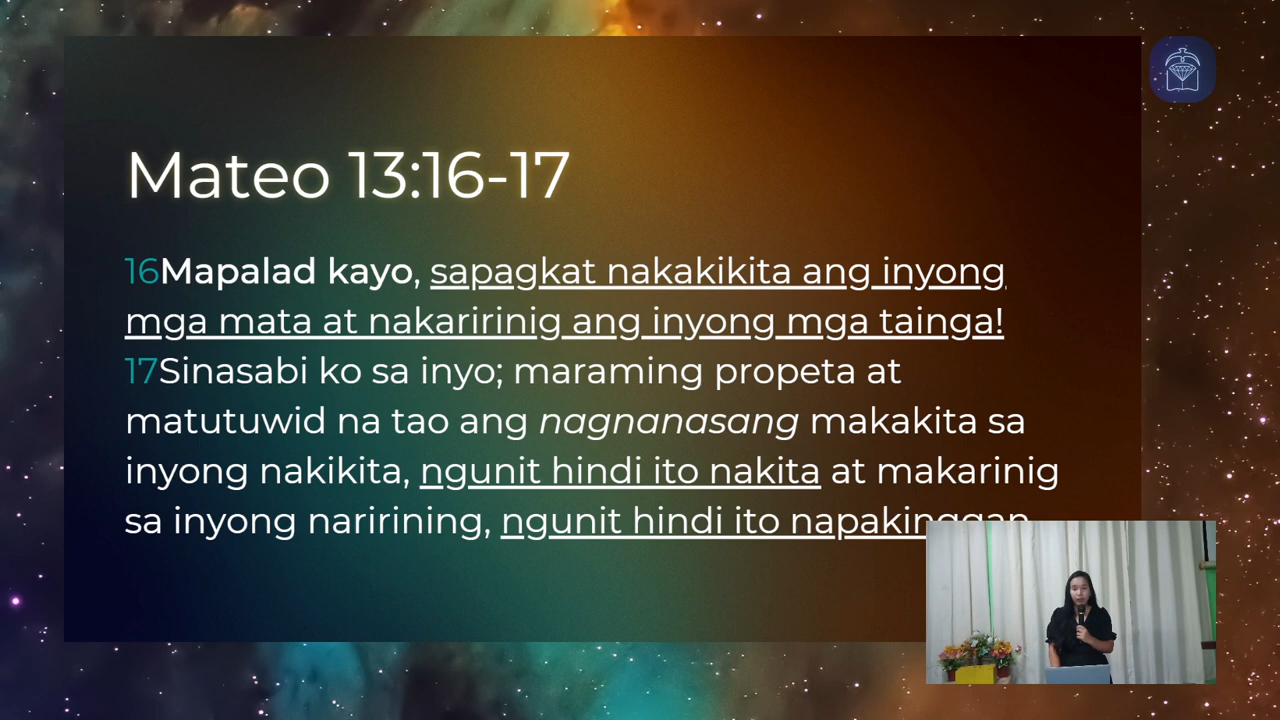 Mateo 13:16-17
16Mapalad kayo, sapagkat nakakikita ang inyong
mga mata at nakaririnig ang inyong mga tainga!
17Sinasabi ko sa inyo; maraming propeta at
matutuwid na tao ang nagnanasang makakita sa
inyong nakikita, ngunit hindi ito nakita at makarinig
sa inyong naririning, ngunit hindi ito napakinggan